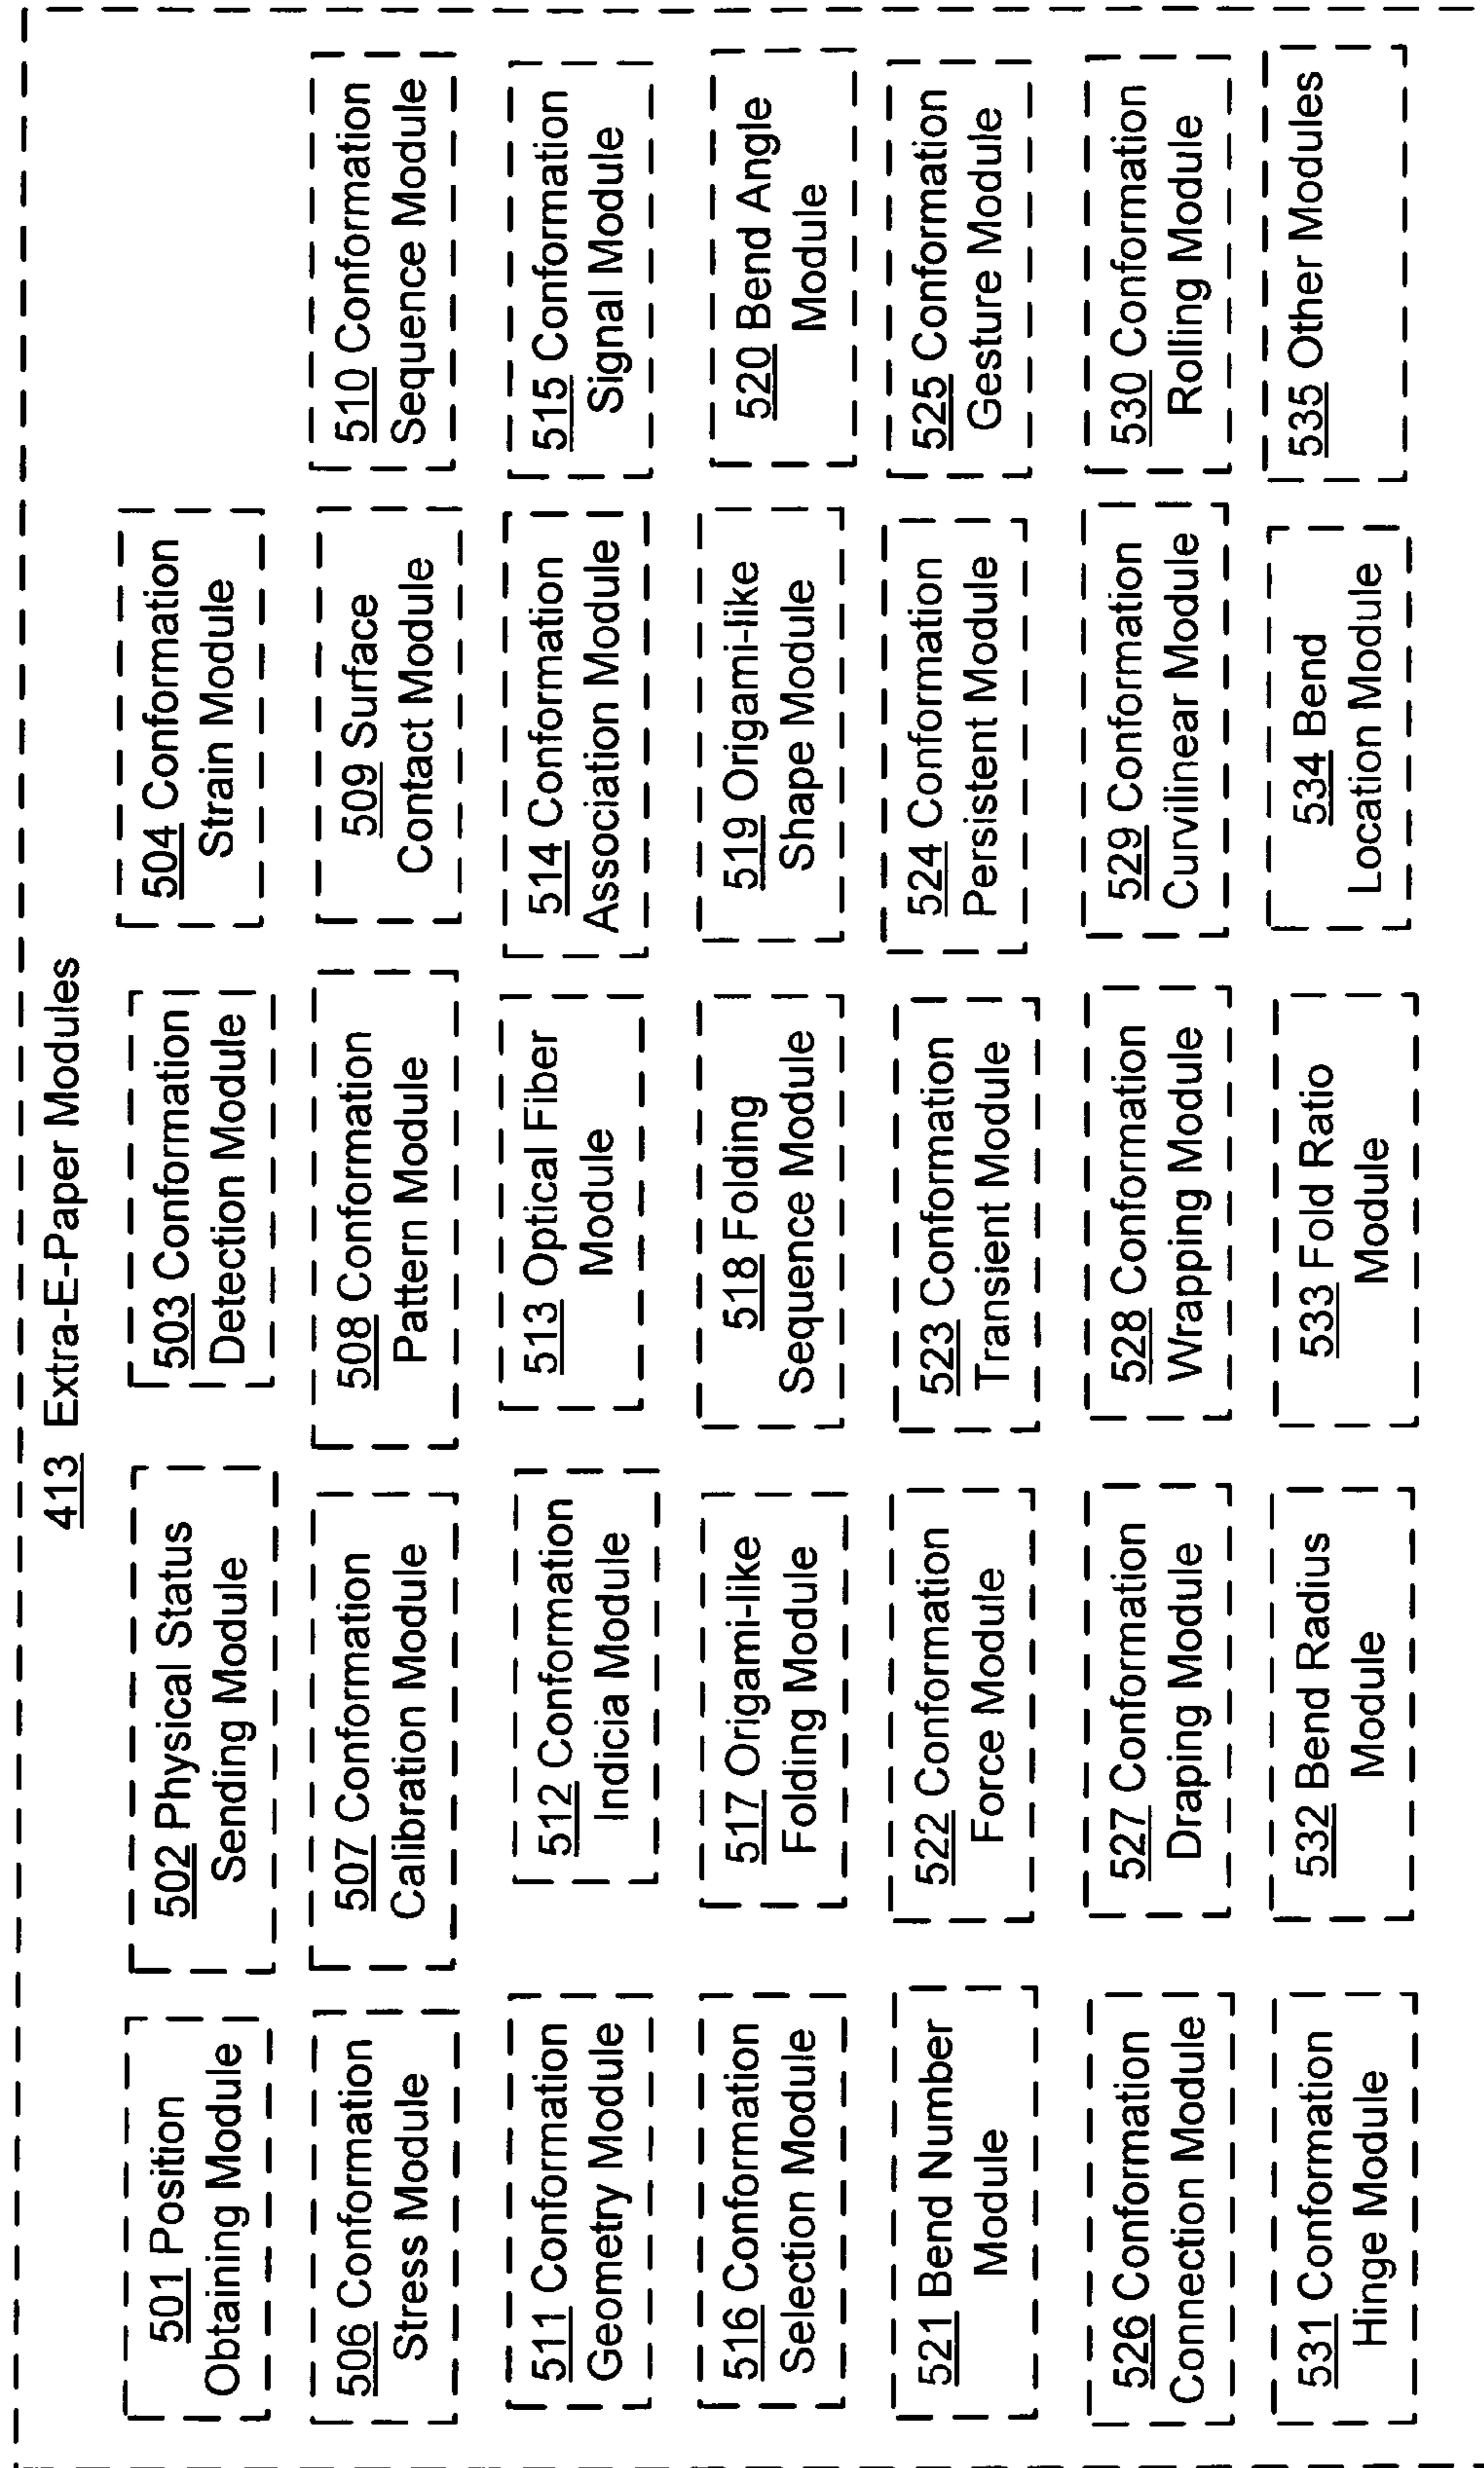 413 Extra-E-Paper Modules
501 Position
Obtaining Module
502 Physical Status
Sending Module
503 Conformation
Detection Module
504 Conformation
Strain Module
506 Conformation
Stress Module
507 Conformation
Calibration Module
508 Conformation
Pattern Module
509 Surface
Contact Module
510 Conformation
Sequence Module
511 Conformation
Geometry Module
512 Conformation
Indicia Module
513 Optical Fiber
Module
514 Conformation
Association Module
515 Conformation
Signal Module
516 Conformation
Selection Module
517 Origami-like
Folding Module
518 Folding
Sequence Module
519 Origami-like
Shape Module
520 Bend Angle
Module
521 Bend Number
Module
522 Conformation
Force Module
523 Conformation
Transient Module
524 Conformation
Persistent Module
525 Conformation
Gesture Module
526 Conformation
Connection Module
527 Conformation
Draping Module
528 Conformation
Wrapping Module
529 Conformation
Curvilinear Module
530 Conformation
Rolling Module
531 Conformation
Hinge Module
532 Bend Radius
Module
533 Fold Ratio
Module
534 Bend
Location Module
535 Other Modules